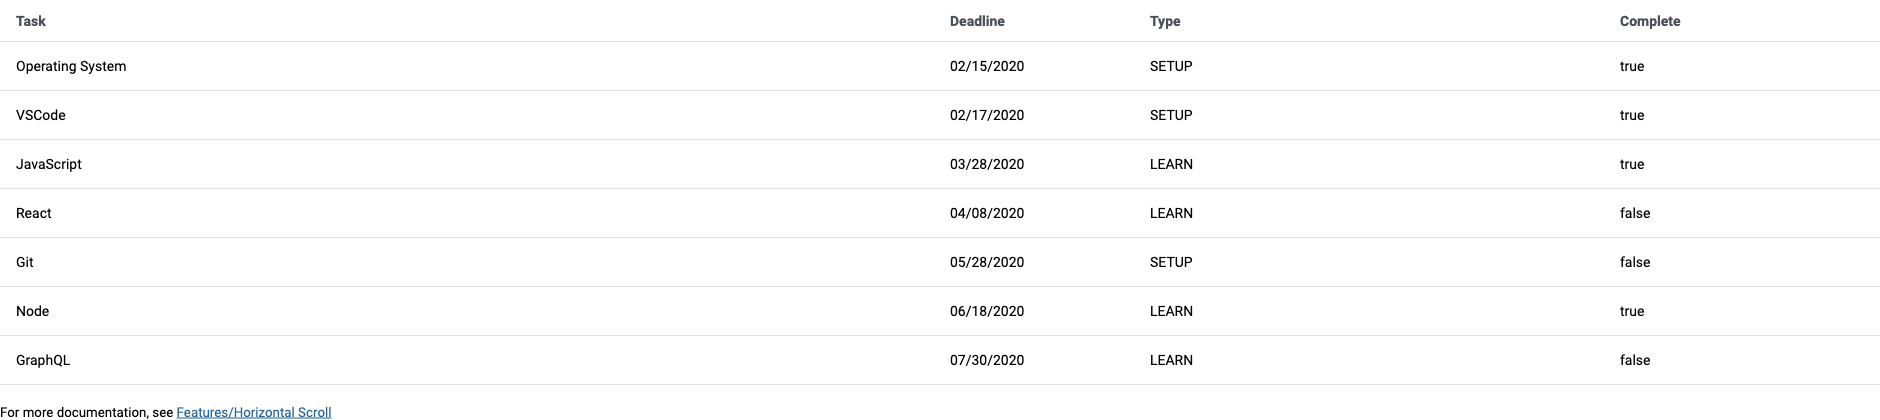 Task Deadline Type Complete
Operating System 02/15/2020 SETUP true
VSCode 02/17/2020 SETUP true
JavaScript 03/28/2020 LEARN true
React 04/08/2020 LEARN false
Git 05/28/2020 SETUP false
Node 06/18/2020 LEARN true
GraphQL 07/30/2020 LEARN false
For more documentation, see Features/Horizontal Scroll